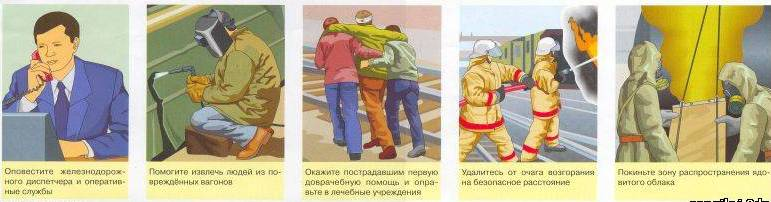 Оповестите железнодорож-
ного диспетчера и оператив-
ные службы
Помогите извлечь людей из по-
вреждённых вагонов
Окажите пострадавшим первую
доврачебную помощь и опра-
вьте в лечебные учреждения
Удалитесь от очага возгорания
на безопасное расстояние
Покиньте зону распространения ядо-
витого облака